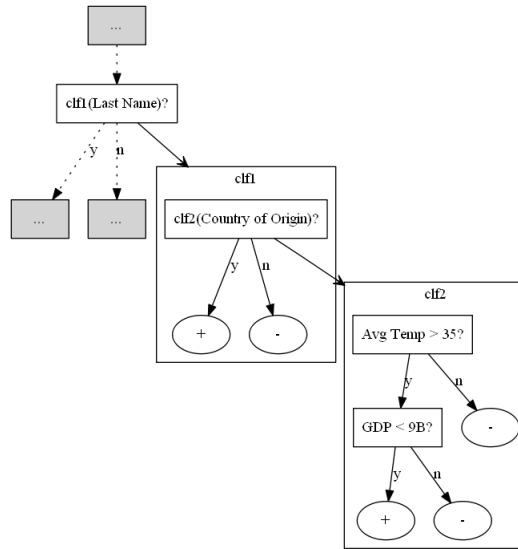 ...
clf1(Last Name)?
y
n
...
...
clf1
clf2(Country of Origin)?
y
n
+
-
clf2
Avg Temp > 35?
y
n
GDP < 9B?
-
y
n
+
-